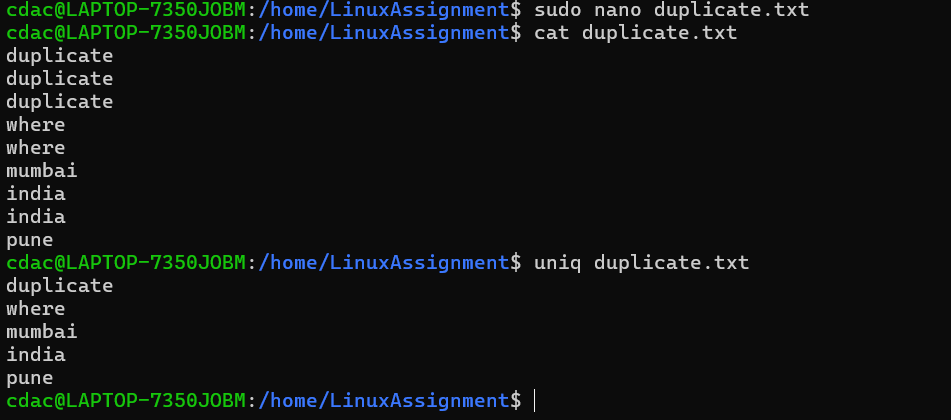 cdac@LAPTOP-7350JOBM:/home/LinuxAssignment$ sudo nano duplicate.txt
cdac@LAPTOP-7350JOBM:/home/LinuxAssignment$ cat duplicate.txt
duplicate
duplicate
duplicate
where
where
mumbai
india
india
pune
cdac@LAPTOP-7350JOBM:/home/LinuxAssignment$ uniq duplicate.txt
duplicate
where
mumbai
india
pune
cdac@LAPTOP-7350JOBM:/home/LinuxAssignment$